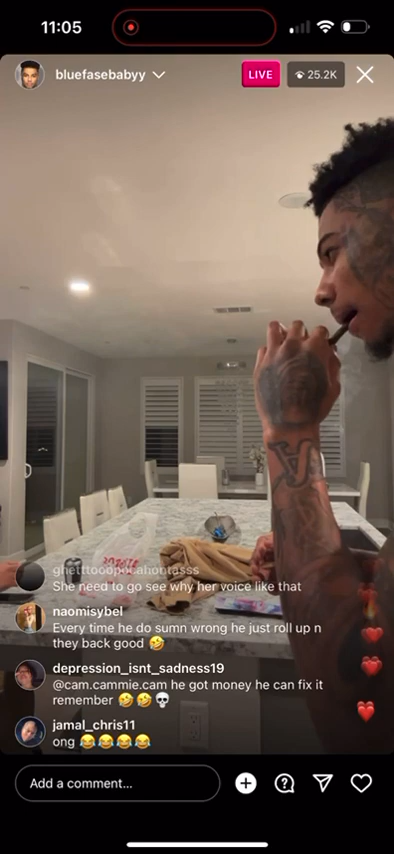 11:05
bluefasebabyy
LIVE
25.2K
ghetttooopocahontasss
She need to go see why her voice like that
naomisybel
Every time he do sumn wrong he just roll up n
they back good 🤣
depression_isnt_sadness19
@cam.cammie.cam he got money he can fix it
remember 🤣🤣💀
jamal_chris11
ong 😂😂😂😂
Add a comment...